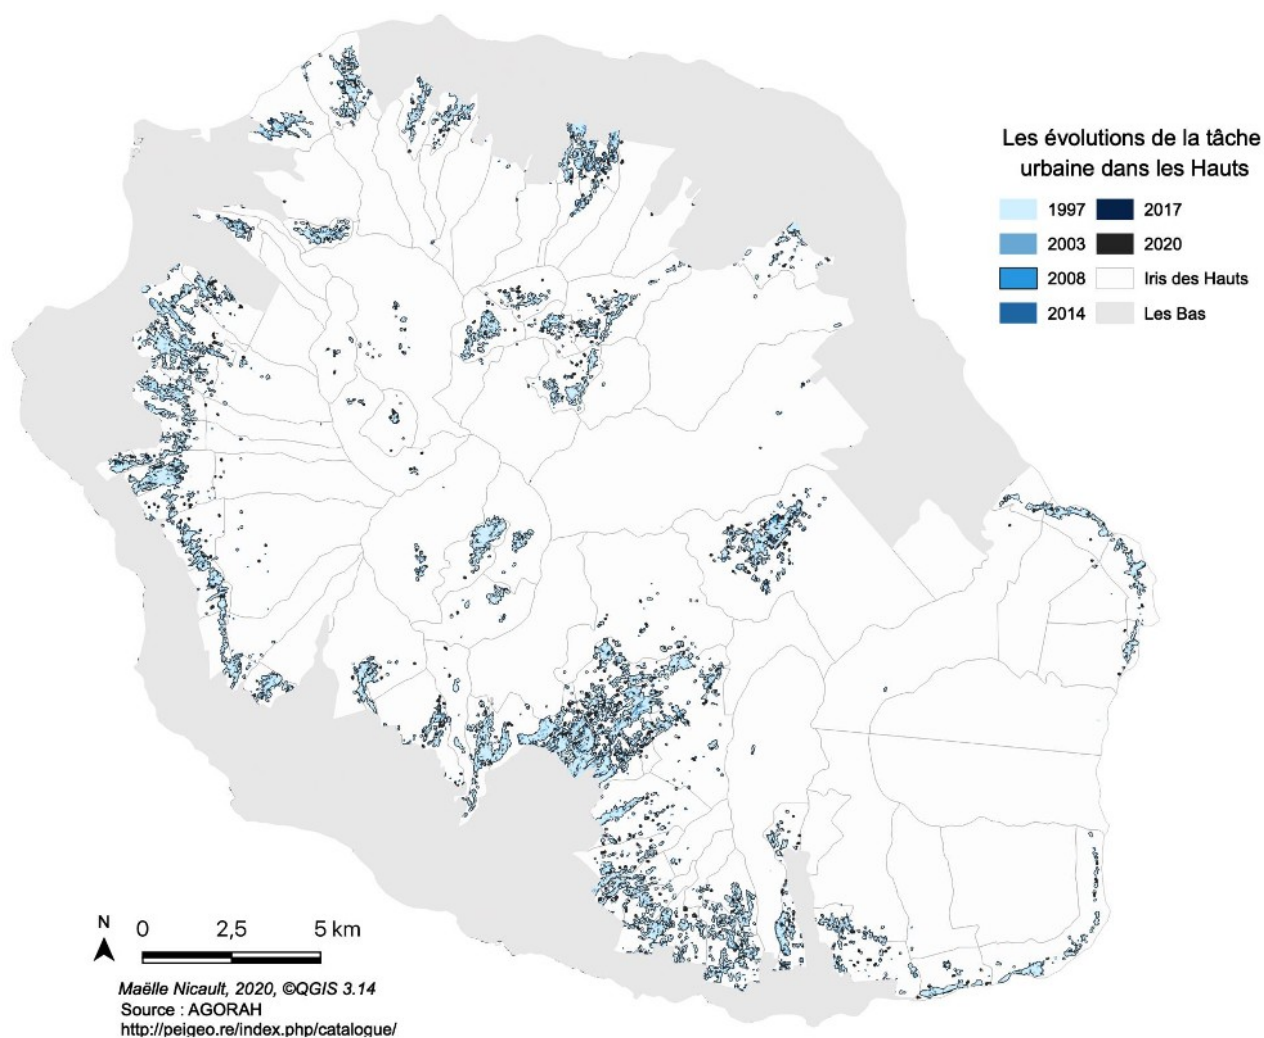 Les évolutions de la tâche
urbaine dans les Hauts
1997 2017
2003 2020
2008 Iris des Hauts
2014 Les Bas
N 0 2,5 5 km
Maëlle Nicault, 2020, ©QGIS 3.14
Source : AGORAH
http://peigeo.re/index.php/catalogue/